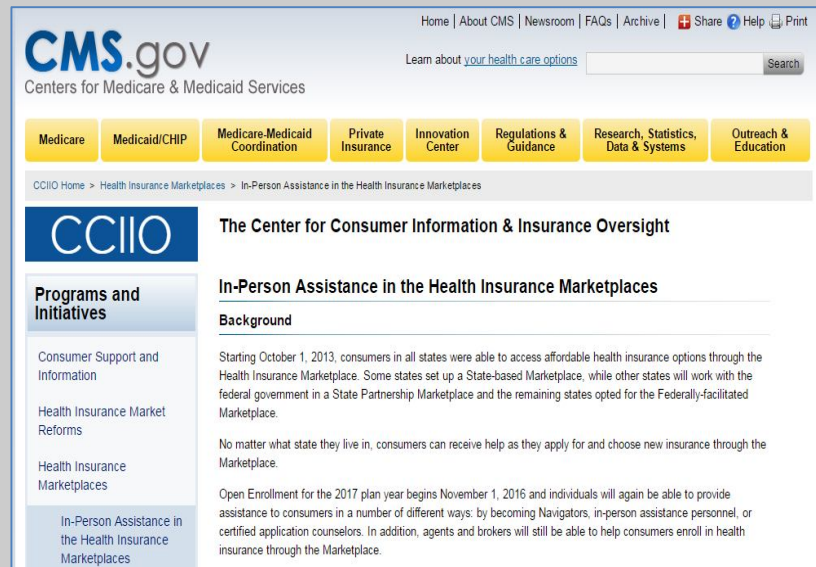 Home | About CMS | Newsroom | FAQs | Archive | Share Help Print
CMS.gov
Centers for Medicare & Medicaid Services
Learn about your health care options
Search
Medicare
Medicaid/CHIP
Medicare-Medicaid
Coordination
Private
Insurance
Innovation
Center
Regulations &
Guidance
Research, Statistics,
Data & Systems
Outreach &
Education
CCIIO Home > Health Insurance Marketplaces > In-Person Assistance in the Health Insurance Marketplaces
CCIIO
Programs and
Initiatives
Consumer Support and
Information
Health Insurance Market
Reforms
Health Insurance
Marketplaces
In-Person Assistance in
the Health Insurance
Marketplaces
The Center for Consumer Information & Insurance Oversight
In-Person Assistance in the Health Insurance Marketplaces
Background
Starting October 1, 2013, consumers in all states were able to access affordable health insurance options through the
Health Insurance Marketplace. Some states set up a State-based Marketplace, while other states will work with the
federal government in a State Partnership Marketplace and the remaining states opted for the Federally-facilitated
Marketplace.
No matter what state they live in, consumers can receive help as they apply for and choose new insurance through the
Marketplace.
Open Enrollment for the 2017 plan year begins November 1, 2016 and individuals will again be able to provide
assistance to consumers in a number of different ways: by becoming Navigators, in-person assistance personnel, or
certified application counselors. In addition, agents and brokers will still be able to help consumers enroll in health
insurance through the Marketplace.